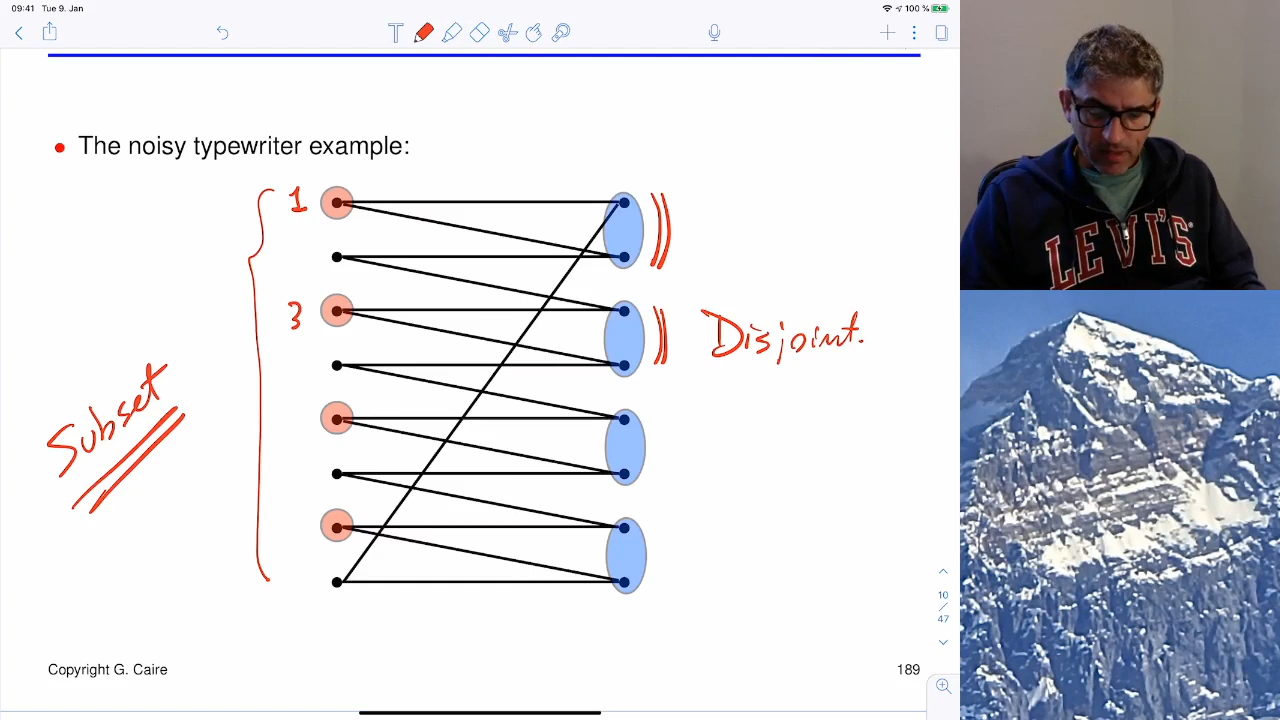 09:41 Tue 9. Jan
100 %
T
• The noisy typewriter example:
1
3
Disjoint.
Subset
10
/
47
Copyright G. Caire
189
LEVI'S